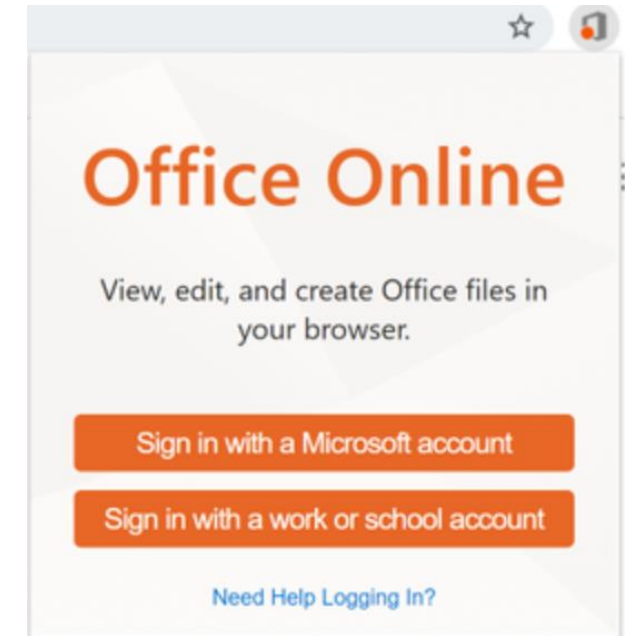 Office Online
View, edit, and create Office files in
your browser.
Sign in with a Microsoft account
Sign in with a work or school account
Need Help Logging In?